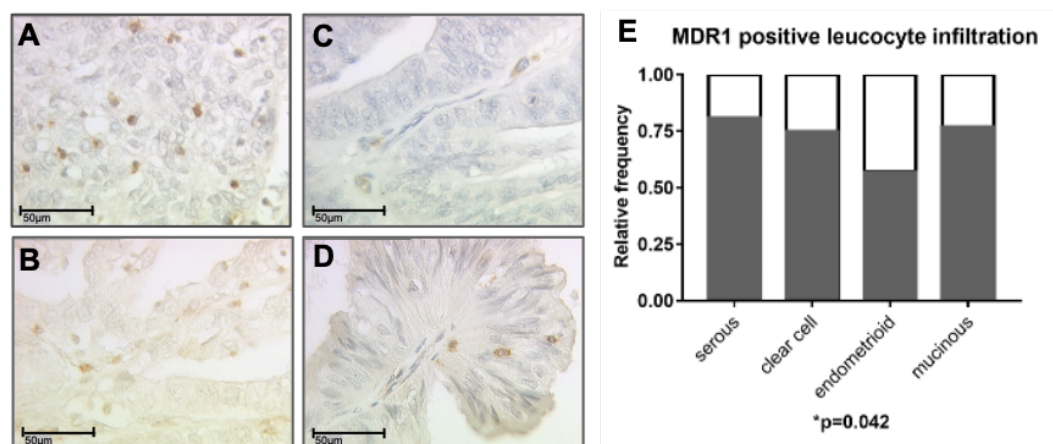 A
50µm
B
50µm
C
50µm
D
50µm
E
MDR1 positive leucocyte infiltration
Relative frequency
1.00
0.75
0.50
0.25
0.00
serous
clear cell
endometrioid
mucinous
*p=0.042